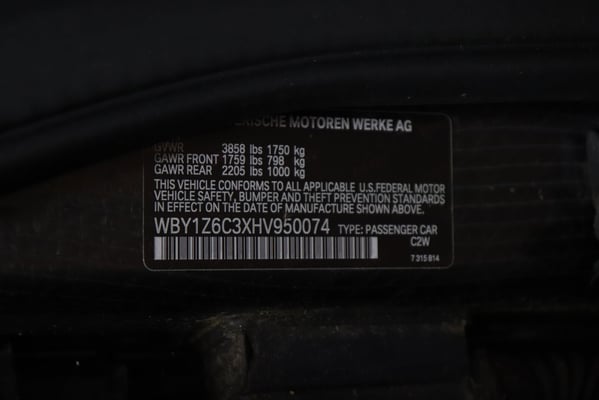 ERISCHE MOTOREN WERKE AG
GVWR 3858 lbs 1750 kg
GAWR FRONT 1759 lbs 798 kg
GAWR REAR 2205 lbs 1000 kg
THIS VEHICLE CONFORMS TO ALL APPLICABLE U.S.FEDERAL MOTOR
VEHICLE SAFETY, BUMPER AND THEFT PREVENTION STANDARDS
IN EFFECT ON THE DATE OF MANUFACTURE SHOWN ABOVE.
WBY1Z6C3XHV950074 TYPE: PASSENGER CAR
C2W
7 315 814